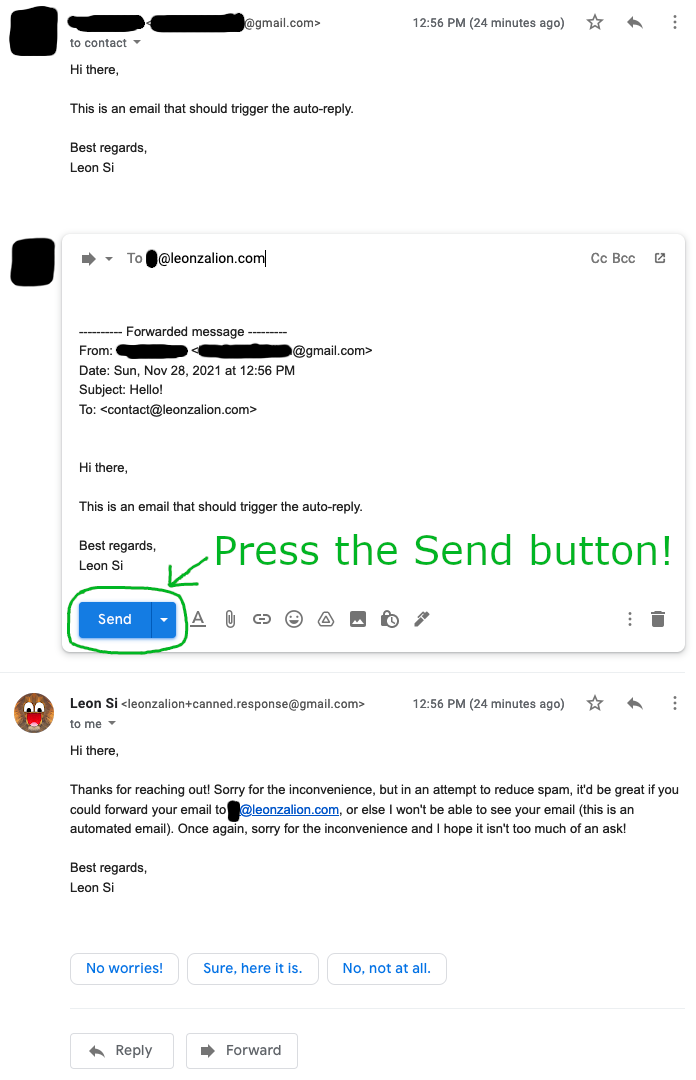 <@gmail.com> 12:56 PM (24 minutes ago)
to contact
Hi there,
This is an email that should trigger the auto-reply.
Best regards,
Leon Si
To @leonzalion.com Cc Bcc
---------- Forwarded message ---------
From: <@gmail.com>
Date: Sun, Nov 28, 2021 at 12:56 PM
Subject: Hello!
To: <contact@leonzalion.com>
Hi there,
This is an email that should trigger the auto-reply.
Best regards,
Leon Si
Press the Send button!
Send
Leon Si <leonzalion+canned.response@gmail.com> 12:56 PM (24 minutes ago)
to me
Hi there,
Thanks for reaching out! Sorry for the inconvenience, but in an attempt to reduce spam, it'd be great if you
could forward your email to @leonzalion.com, or else I won't be able to see your email (this is an
automated email). Once again, sorry for the inconvenience and I hope it isn't too much of an ask!
Best regards,
Leon Si
No worries! Sure, here it is. No, not at all.
Reply Forward